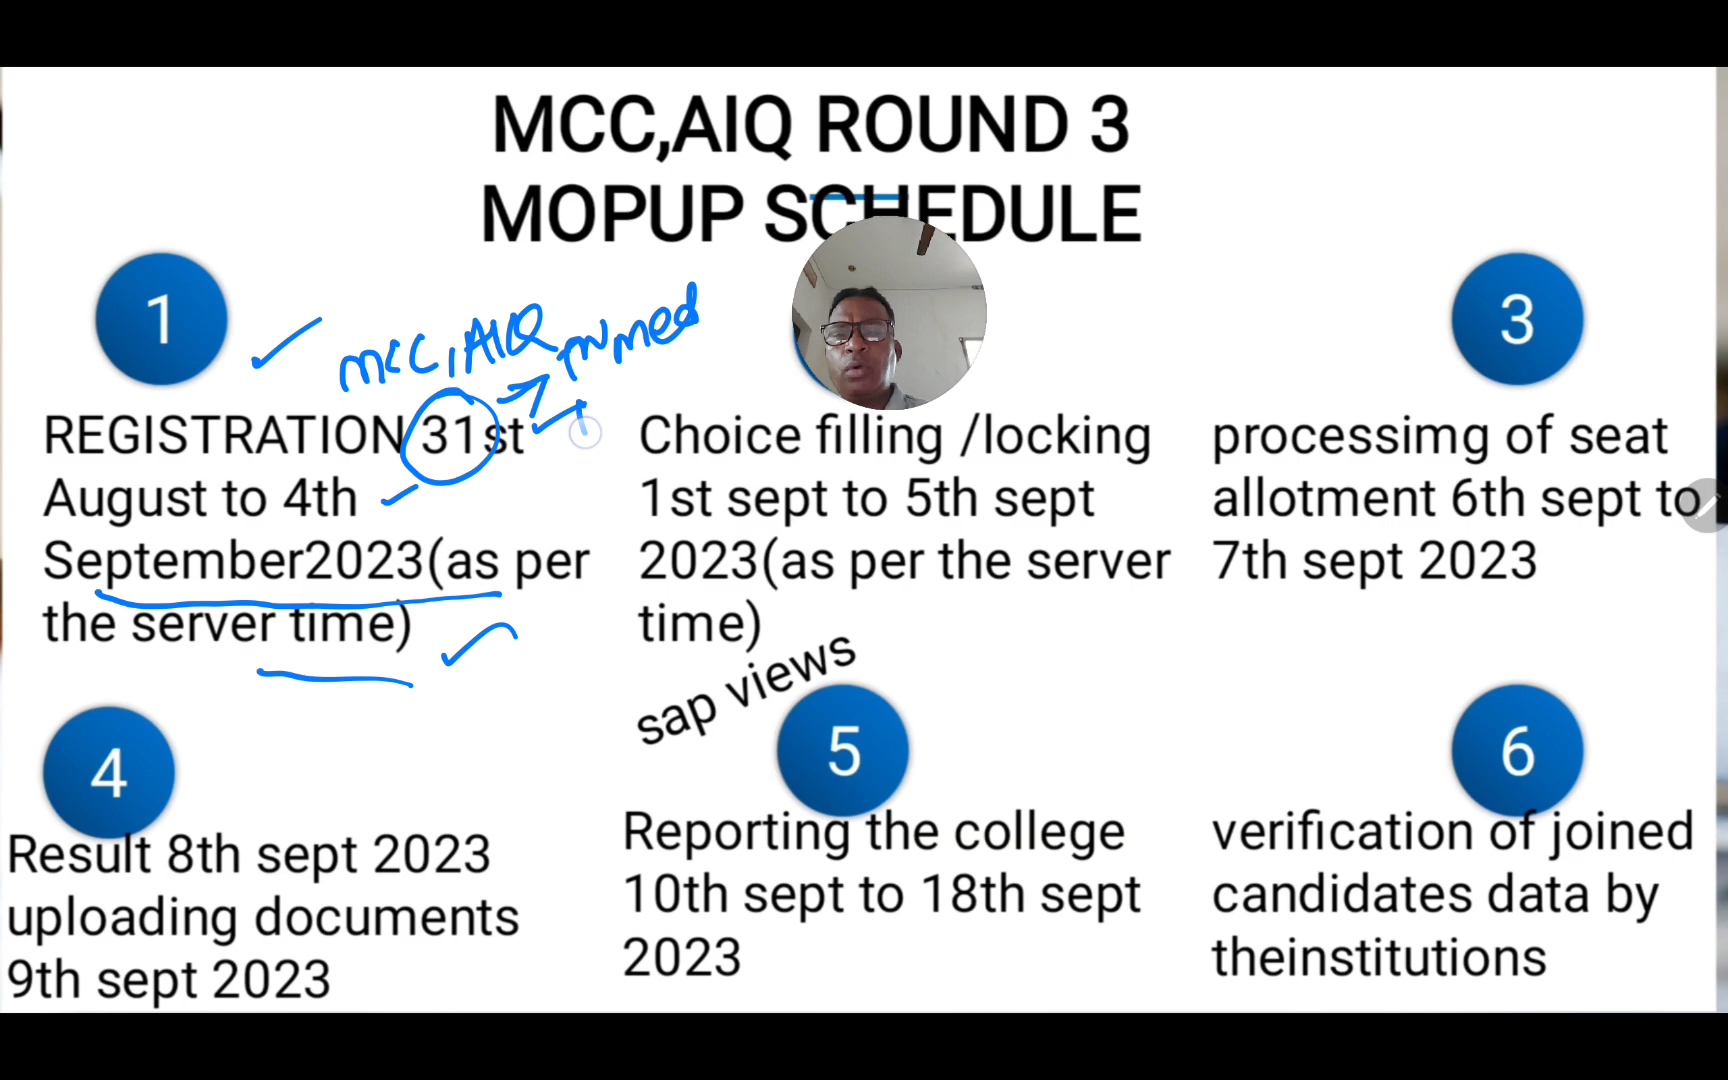 MCC,AIQ ROUND 3
MOPUP SCHEDULE
1
MCC, AIQ
REGISTRATION 31st
August to 4th
September2023(as per
the server time)
Choice filling /locking
1st sept to 5th sept
2023(as per the server
time)
3
processimg of seat
allotment 6th sept to
7th sept 2023
sap views
4
Result 8th sept 2023
uploading documents
9th sept 2023
5
Reporting the college
10th sept to 18th sept
2023
6
verification of joined
candidates data by
theinstitutions